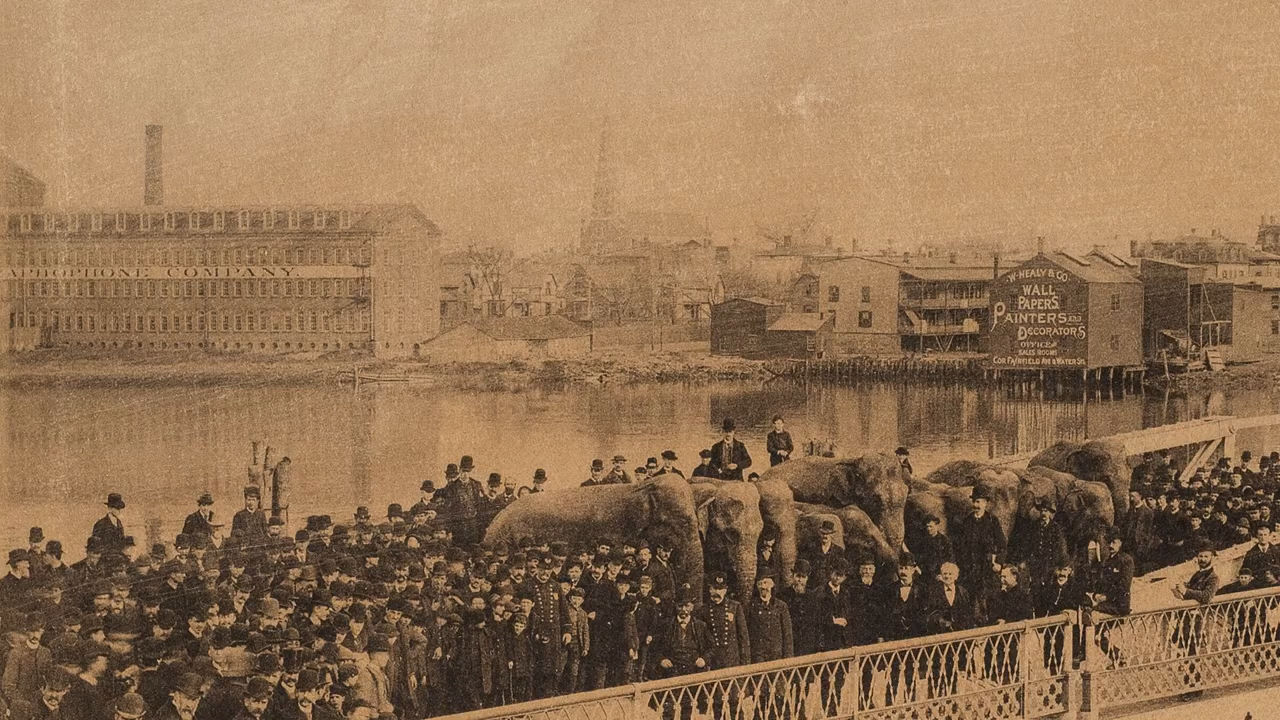 APHOPHONE COMPANY.
W. HEALY & CO.
WALL
PAPERS.
PAINTERS AND
DECORATORS
OFFICE
SALES ROOMS
COR FAIRFIELD AVE & WATER ST.